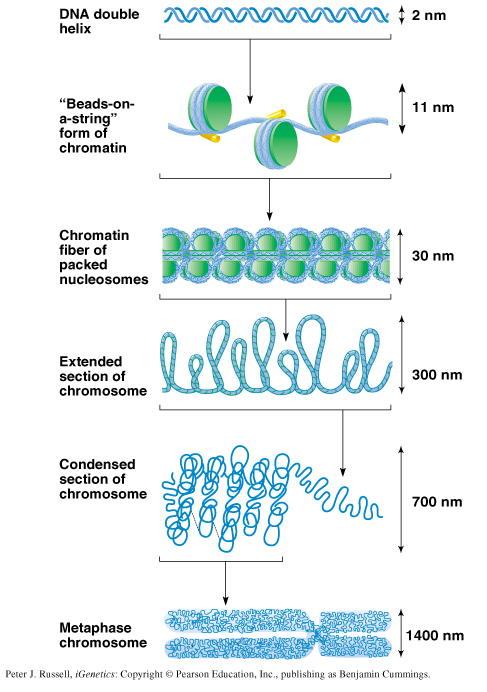 DNA double
helix
2 nm
“Beads-on-
a-string”
form of
chromatin
11 nm
Chromatin
fiber of
packed
nucleosomes
30 nm
Extended
section of
chromosome
300 nm
Condensed
section of
chromosome
700 nm
Metaphase
chromosome
1400 nm
Peter J. Russell, iGenetics: Copyright © Pearson Education, Inc., publishing as Benjamin Cummings.